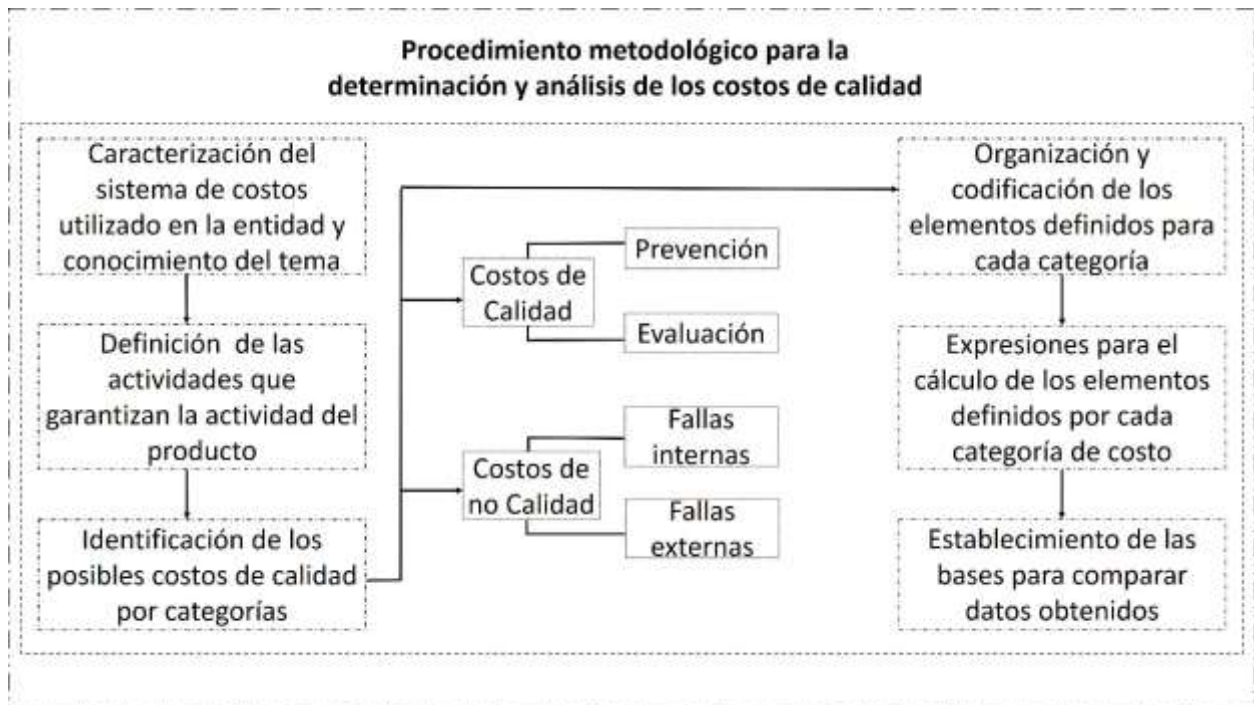 Procedimiento metodológico para la
determinación y análisis de los costos de calidad
Caracterización del
sistema de costos
utilizado en la entidad y
conocimiento del tema
Definición de las
actividades que
garantizan la actividad del
producto
Identificación de los
posibles costos de calidad
por categorías
Costos de
Calidad
Prevención
Evaluación
Costos de
no Calidad
Fallas
internas
Fallas
externas
Organización y
codificación de los
elementos definidos para
cada categoría
Expresiones para el
cálculo de los elementos
definidos por cada
categoría de costo
Establecimiento de las
bases para comparar
datos obtenidos